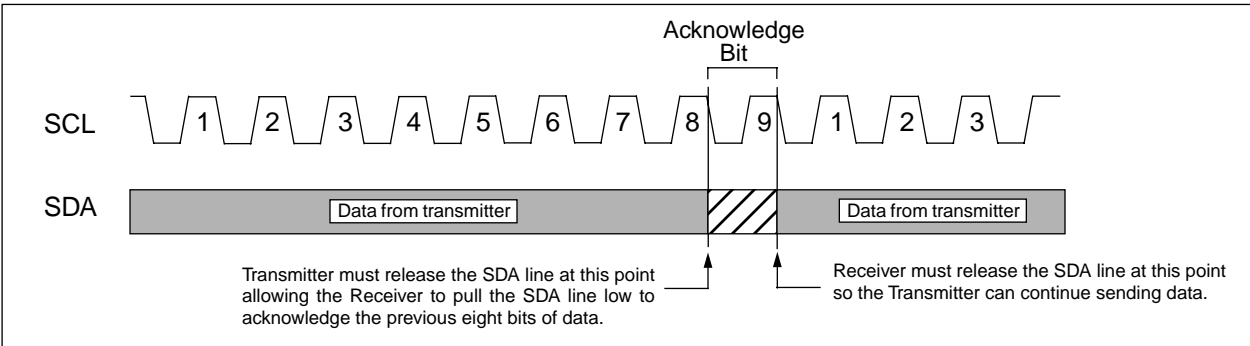 Acknowledge
Bit
SCL 1 2 3 4 5 6 7 8 9 1 2 3
SDA Data from transmitter Data from transmitter
Transmitter must release the SDA line at this point
allowing the Receiver to pull the SDA line low to
acknowledge the previous eight bits of data.
Receiver must release the SDA line at this point
so the Transmitter can continue sending data.